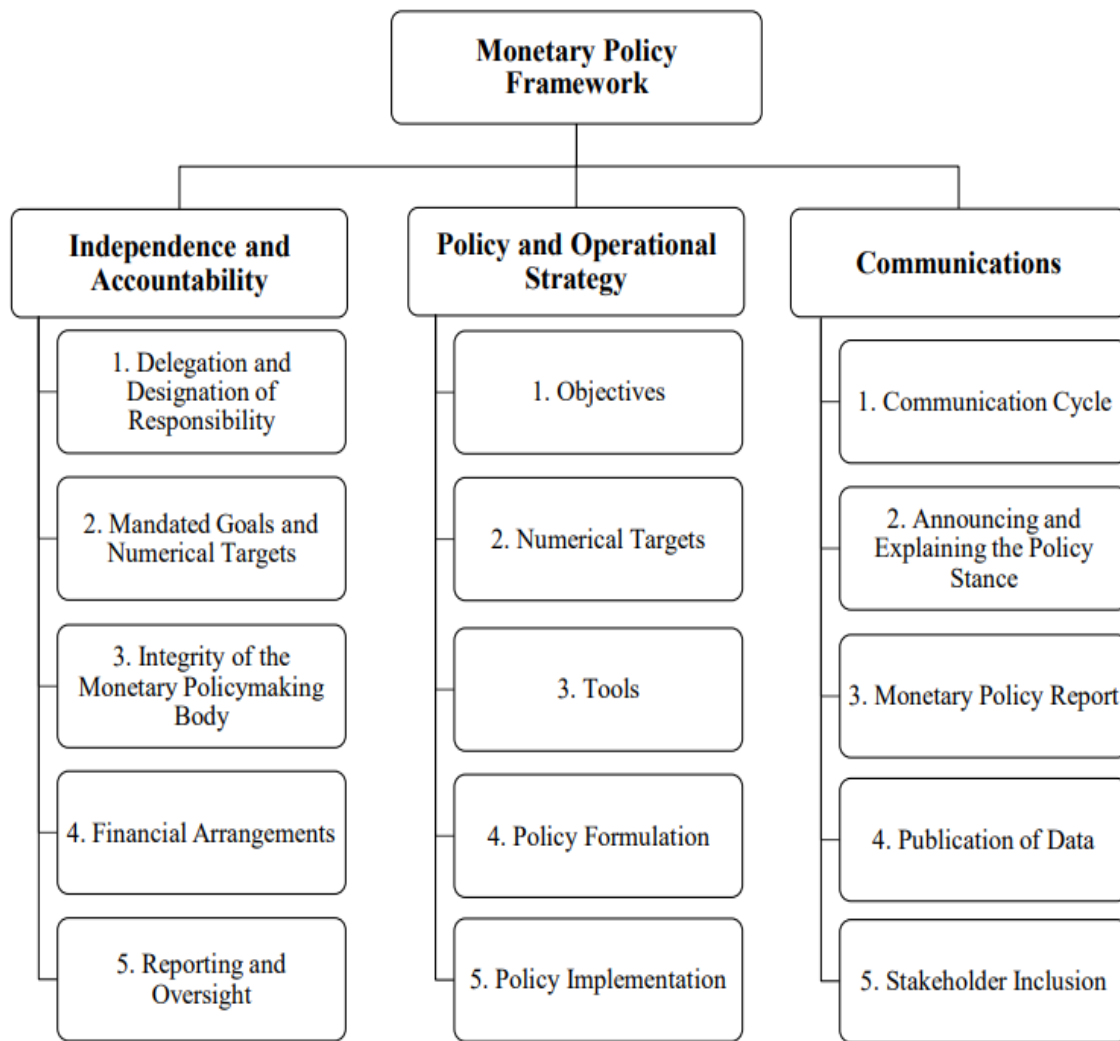 Monetary Policy
Framework
Independence and
Accountability
1. Delegation and
Designation of
Responsibility
2. Mandated Goals and
Numerical Targets
3. Integrity of the
Monetary Policymaking
Body
4. Financial Arrangements
5. Reporting and
Oversight
Policy and Operational
Strategy
1. Objectives
2. Numerical Targets
3. Tools
4. Policy Formulation
5. Policy Implementation
Communications
1. Communication Cycle
2. Announcing and
Explaining the Policy
Stance
3. Monetary Policy Report
4. Publication of Data
5. Stakeholder Inclusion